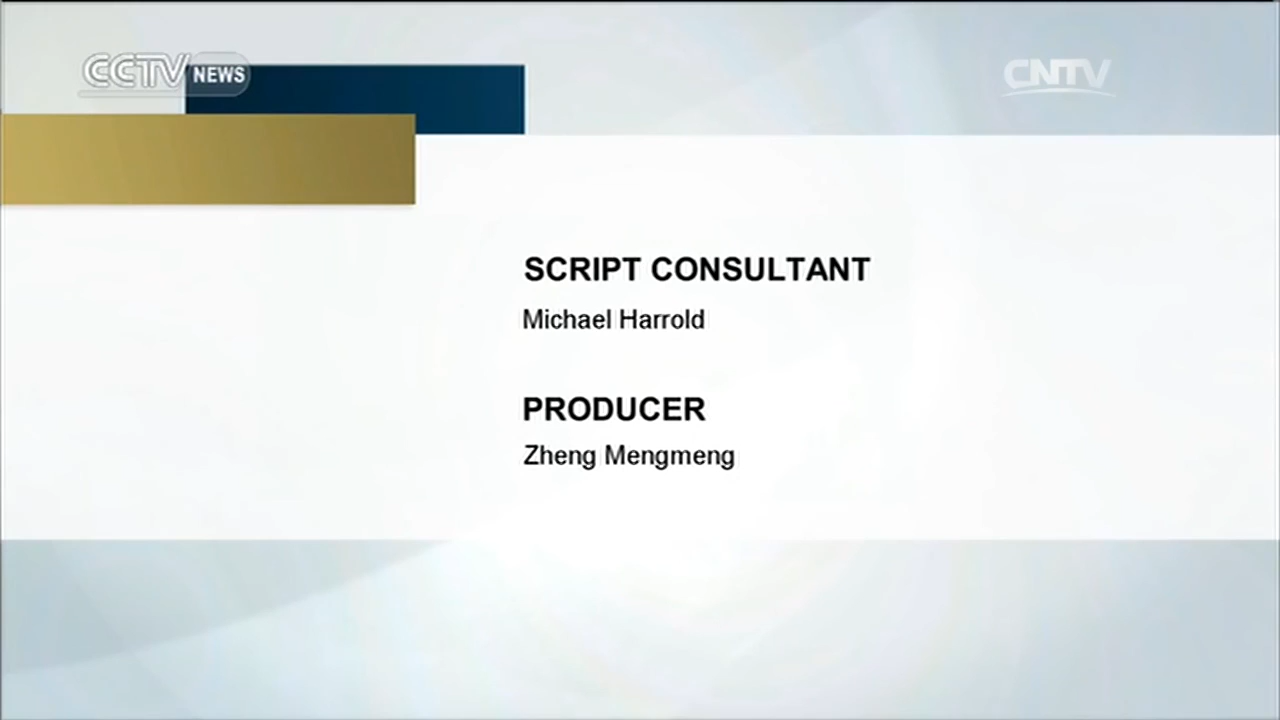 CCTV NEWS
CNTV
SCRIPT CONSULTANT
Michael Harrold
PRODUCER
Zheng Mengmeng